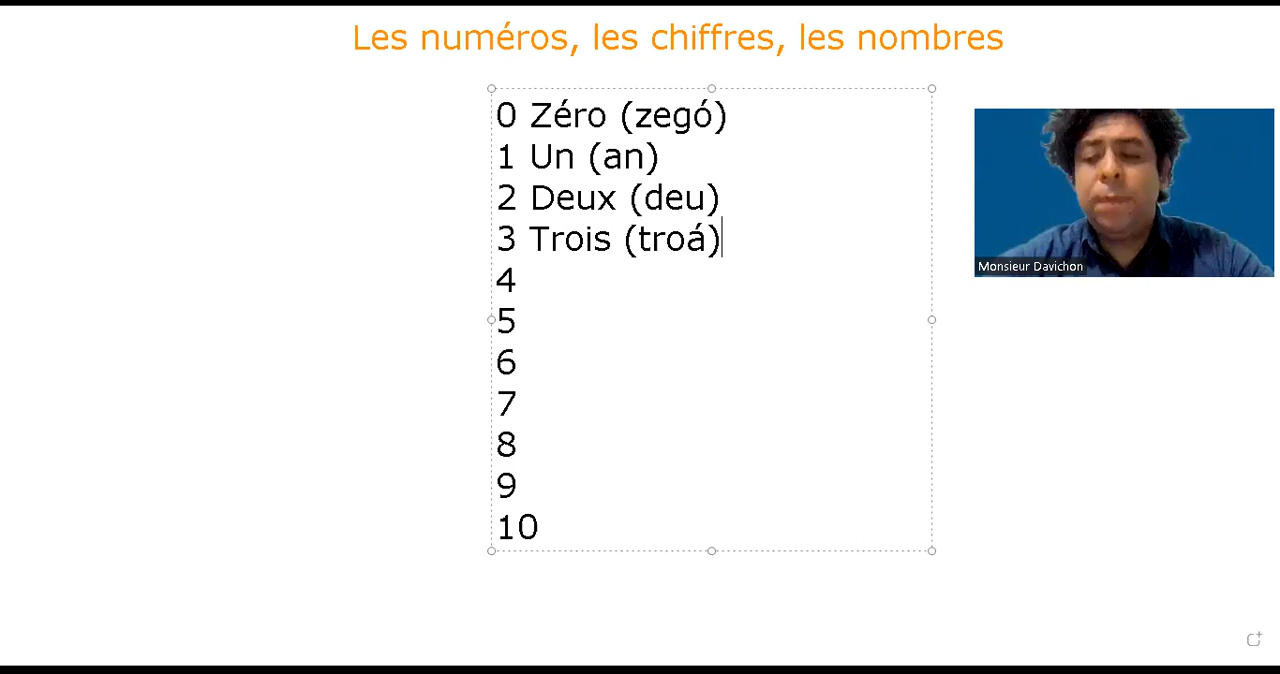 Les numéros, les chiffres, les nombres
0 Zéro (zegó)
1 Un (an)
2 Deux (deu)
3 Trois (troá)
4
5
6
7
8
9
10
Monsieur Davichon